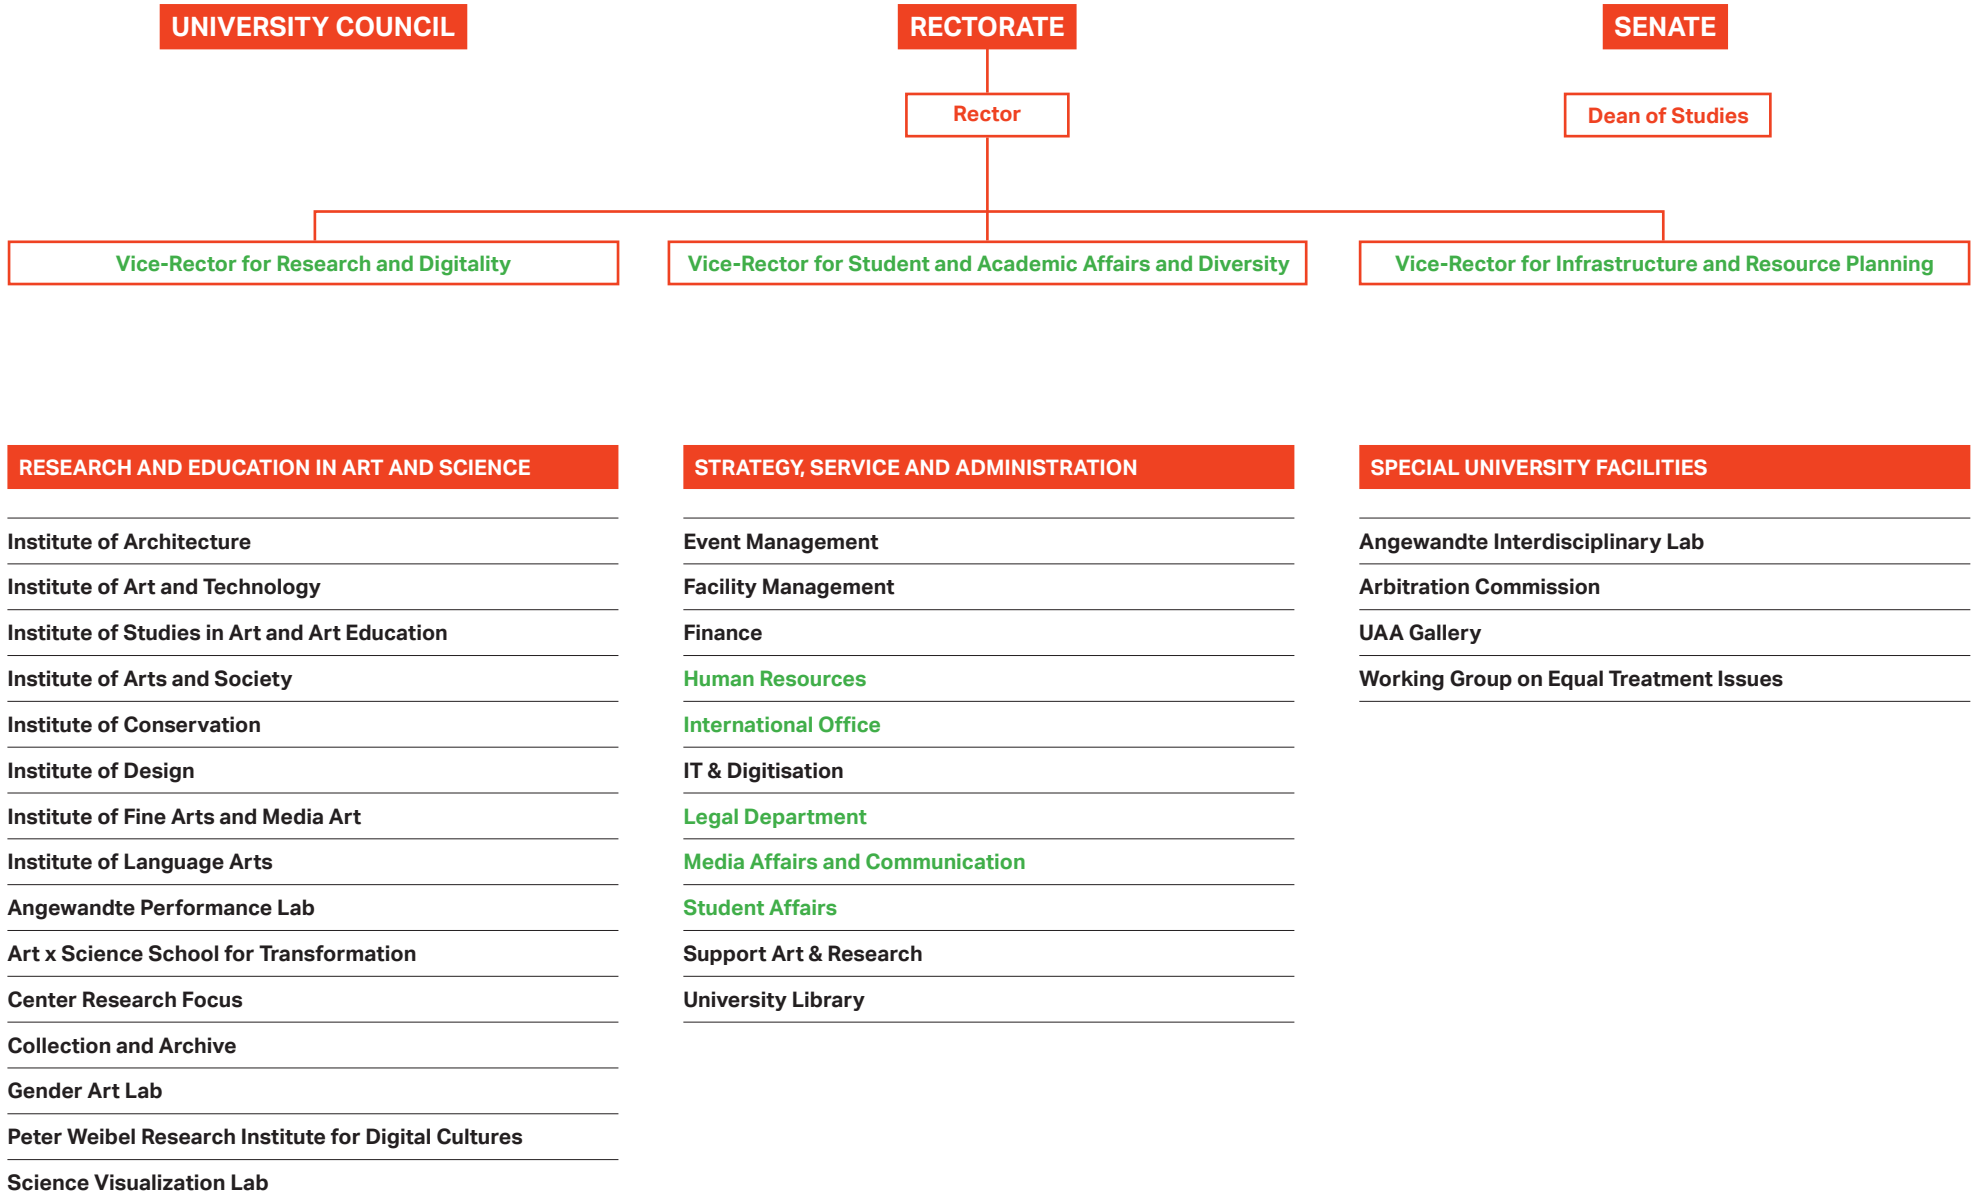 UNIVERSITY COUNCIL
RECTORATE
SENATE
Rector
Dean of Studies
Vice-Rector for Research and Digitality
Vice-Rector for Student and Academic Affairs and Diversity
Vice-Rector for Infrastructure and Resource Planning
RESEARCH AND EDUCATION IN ART AND SCIENCE
Institute of Architecture
Institute of Art and Technology
Institute of Studies in Art and Art Education
Institute of Arts and Society
Institute of Conservation
Institute of Design
Institute of Fine Arts and Media Art
Institute of Language Arts
Angewandte Performance Lab
Art x Science School for Transformation
Center Research Focus
Collection and Archive
Gender Art Lab
Peter Weibel Research Institute for Digital Cultures
Science Visualization Lab
STRATEGY, SERVICE AND ADMINISTRATION
Event Management
Facility Management
Finance
Human Resources
International Office
IT & Digitisation
Legal Department
Media Affairs and Communication
Student Affairs
Support Art & Research
University Library
SPECIAL UNIVERSITY FACILITIES
Angewandte Interdisciplinary Lab
Arbitration Commission
UAA Gallery
Working Group on Equal Treatment Issues